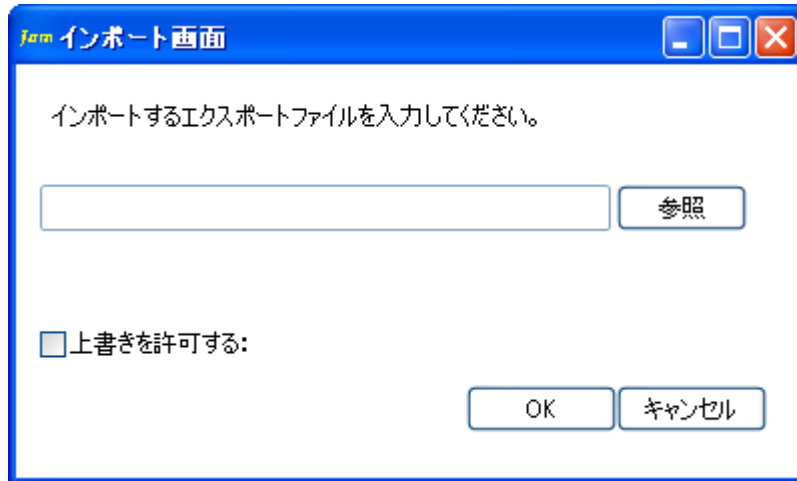 Jam インポート画面
インポートするエクスポートファイルを入力してください。
参照
上書きを許可する:
OK キャンセル